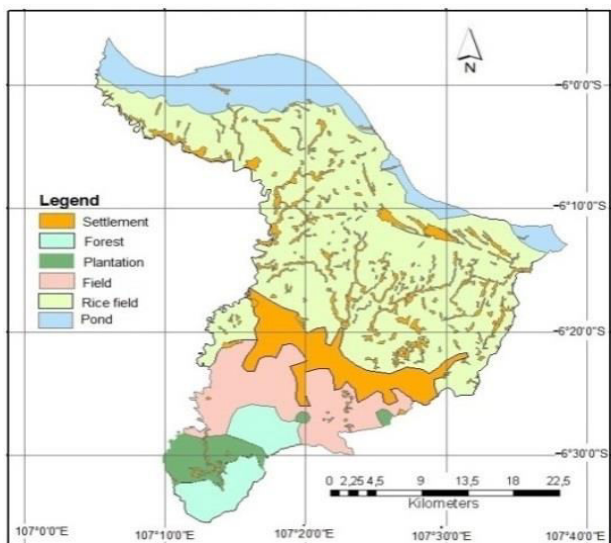 N
6°0'0"S
6°10'0"S
6°20'0"S
6°30'0"S
Legend
Settlement
Forest
Plantation
Field
Rice field
Pond
0 2,25 4,5 9 13,5 18 22,5
Kilometers
107°0'0"E 107°10'0"E 107°20'0"E 107°30'0"E 107°40'0"E